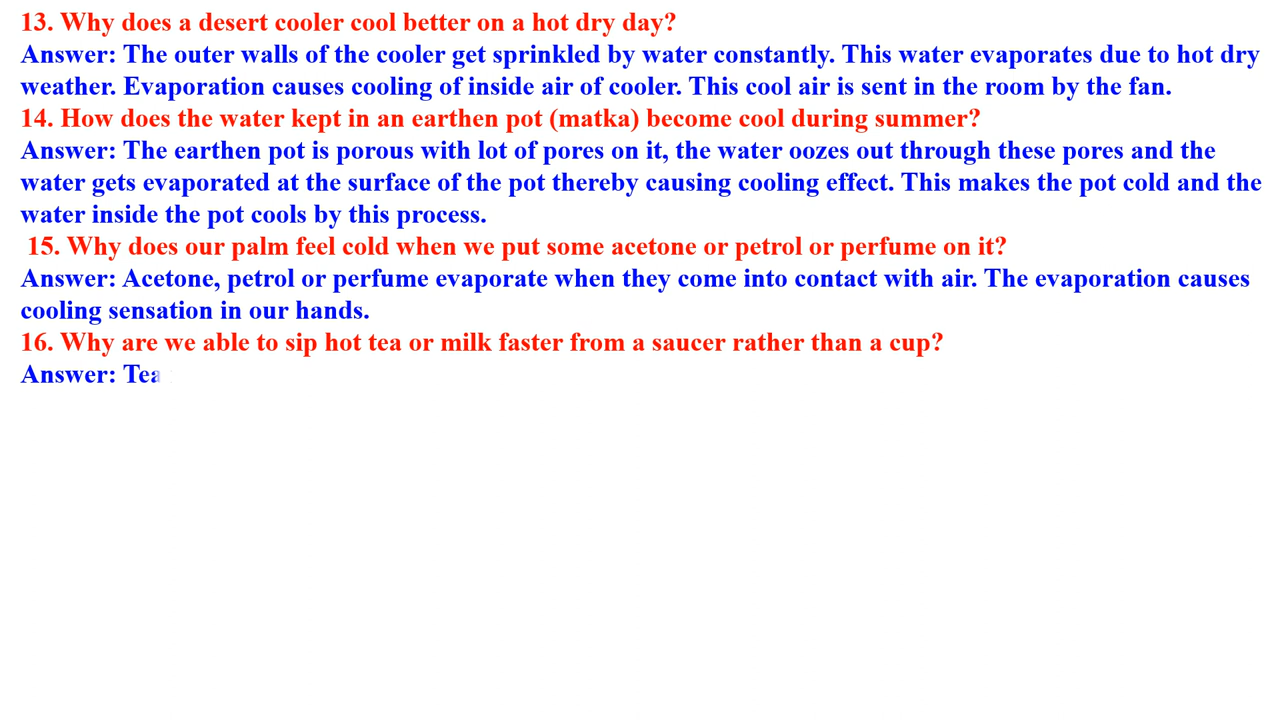 13. Why does a desert cooler cool better on a hot dry day?
Answer: The outer walls of the cooler get sprinkled by water constantly. This water evaporates due to hot dry
weather. Evaporation causes cooling of inside air of cooler. This cool air is sent in the room by the fan.
14. How does the water kept in an earthen pot (matka) become cool during summer?
Answer: The earthen pot is porous with lot of pores on it, the water oozes out through these pores and the
water gets evaporated at the surface of the pot thereby causing cooling effect. This makes the pot cold and the
water inside the pot cools by this process.
15. Why does our palm feel cold when we put some acetone or petrol or perfume on it?
Answer: Acetone, petrol or perfume evaporate when they come into contact with air. The evaporation causes
cooling sensation in our hands.
16. Why are we able to sip hot tea or milk faster from a saucer rather than a cup?
Answer: Tea